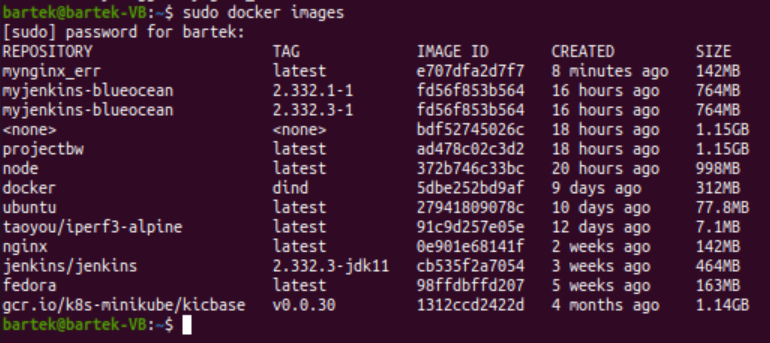 bartek@bartek-VB:~$ sudo docker images
[sudo] password for bartek:
REPOSITORY TAG IMAGE ID CREATED SIZE
mynginx_err latest e707dfa2d7f7 8 minutes ago 142MB
myjenkins-blueocean 2.332.1-1 fd56f853b564 16 hours ago 764MB
myjenkins-blueocean 2.332.3-1 fd56f853b564 16 hours ago 764MB
<none> <none> bdf52745026c 18 hours ago 1.15GB
projectbw latest ad478c02c3d2 18 hours ago 1.15GB
node latest 372b746c33bc 20 hours ago 998MB
docker dind 5dbe252bd9af 9 days ago 312MB
ubuntu latest 27941809078c 10 days ago 77.8MB
taoyou/iperf3-alpine latest 91c9d257e05e 12 days ago 7.1MB
nginx latest 0e901e68141f 2 weeks ago 142MB
jenkins/jenkins 2.332.3-jdk11 cb535f2a7054 3 weeks ago 464MB
fedora latest 98ffdbffd207 5 weeks ago 163MB
gcr.io/k8s-minikube/kicbase v0.0.30 1312ccd2422d 4 months ago 1.14GB
bartek@bartek-VB:~$